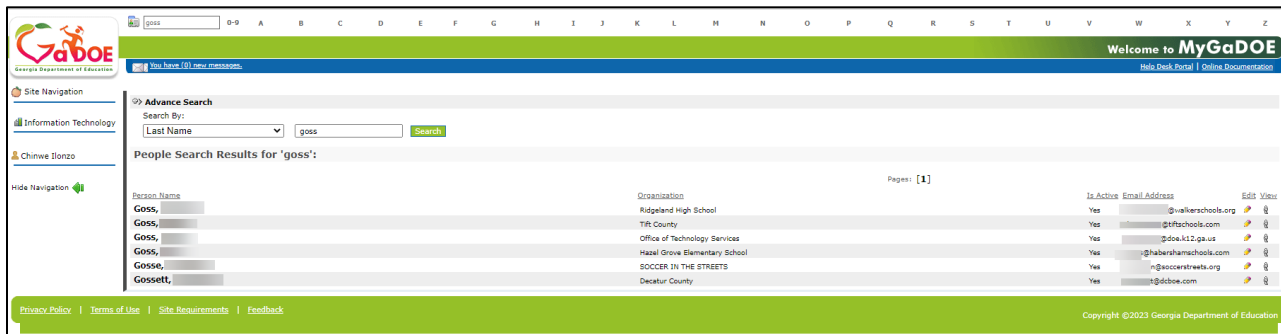 goss 0-9 A B C D E F G H I J K L M N O P Q R S T U V W X Y Z
GaDOE
Georgia Department of Education
Welcome to MyGaDOE
You have (0) new messages.
Help Desk Portal | Online Documentation
Site Navigation
Information Technology
Chinwe Ilonzo
Hide Navigation
Advance Search
Search By:
Last Name goss Search
People Search Results for 'goss':
Pages: [1]
Person Name Organization Is Active Email Address Edit View
Goss, Ridgeland High School Yes @walkerschools.org
Goss, Tift County Yes @tiftschools.com
Goss, Office of Technology Services Yes @doe.k12.ga.us
Goss, Hazel Grove Elementary School Yes @habershamschools.com
Gosse, SOCCER IN THE STREETS Yes n@soccerstreets.org
Gossett, Decatur County Yes t@dcboe.com
Privacy Policy | Terms of Use | Site Requirements | Feedback
Copyright ©2023 Georgia Department of Education